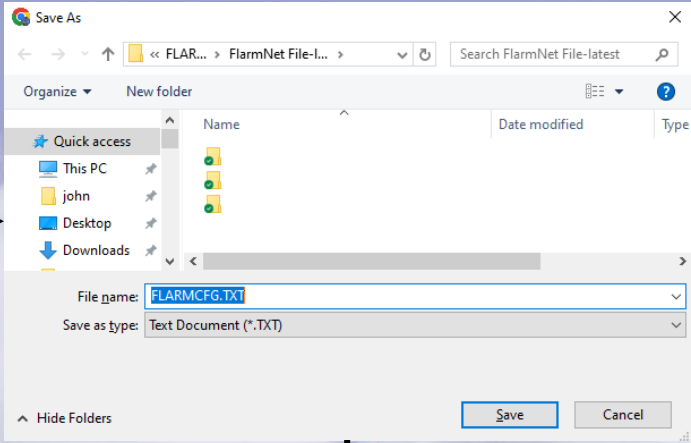 Save As
« FLAR... › FlarmNet File-l... ›
Search FlarmNet File-latest
Organize
New folder
?
Name
Date modified
Type
Quick access
This PC
john
Desktop
Downloads
File name:
FLARMCFG.TXT
Save as type:
Text Document (*.TXT)
Hide Folders
Save
Cancel